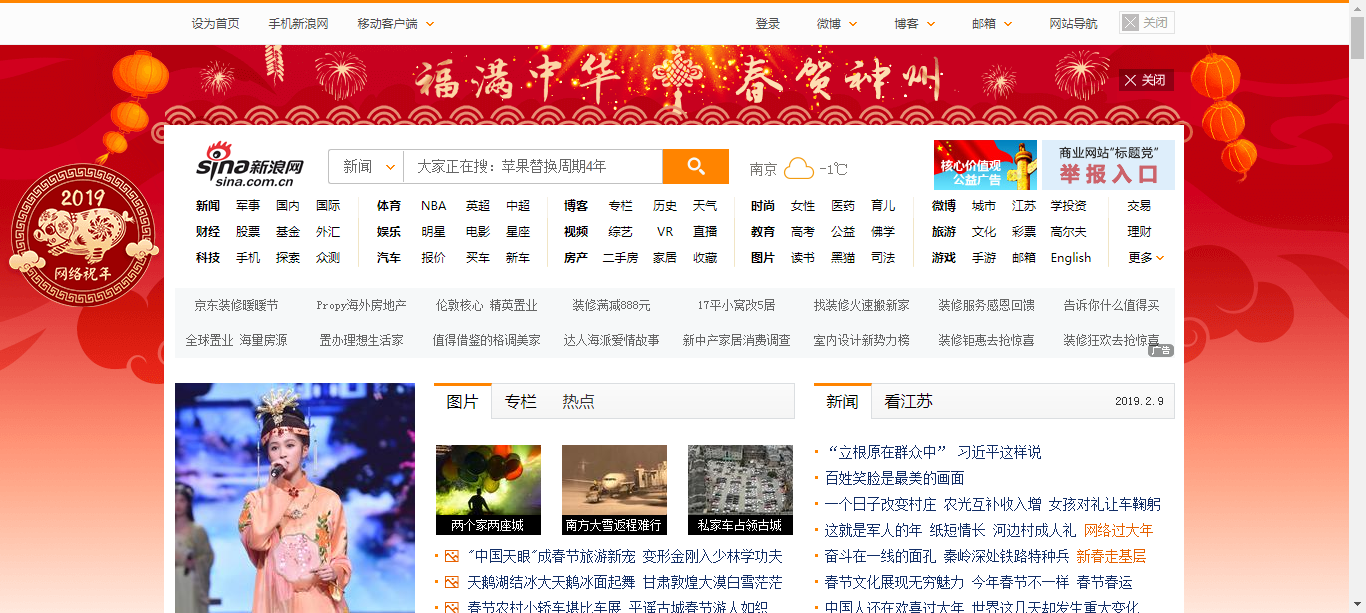 设为首页 手机新浪网 移动客户端 登录 微博 博客 邮箱 网站导航 关闭
福满中华 春贺神州
关闭
sina新浪网
sina.com.cn
新闻 大家正在搜：苹果替换周期4年
南京 -1℃
核心价值观
公益广告
商业网站“标题党”
举报入口
2019
网络祝年
新闻 军事 国内 国际 体育 NBA 英超 中超 博客 专栏 历史 天气 时尚 女性 医药 育儿 微博 城市 江苏 学投资 交易
财经 股票 基金 外汇 娱乐 明星 电影 星座 视频 综艺 VR 直播 教育 高考 公益 佛学 旅游 文化 彩票 高尔夫 理财
科技 手机 探索 众测 汽车 报价 买车 新车 房产 二手房 家居 收藏 图片 读书 黑猫 司法 游戏 手游 邮箱 English 更多
京东装修暖暖节 Propy海外房地产 伦敦核心 精英置业 装修满减888元 17平小窝改5居 找装修火速搬新家 装修服务感恩回馈 告诉你什么值得买
全球置业 海量房源 置办理想生活家 值得借鉴的格调美家 达人海派爱情故事 新中产家居消费调查 室内设计新势力榜 装修钜惠去抢惊喜 装修狂欢去抢惊喜
广告
图片 专栏 热点
两个家两座城 南方大雪返程难行 私家车占领古城
"中国天眼"成春节旅游新宠 变形金刚入少林学功夫
天鹅湖结冰大天鹅冰面起舞 甘肃敦煌大漠白雪茫茫
春节农村小轿车堪比车展 平遥古城春节游人如织
新闻 看江苏 2019.2.9
“立根原在群众中” 习近平这样说
百姓笑脸是最美的画面
一个日子改变村庄 农光互补收入增 女孩对礼让车鞠躬
这就是军人的年 纸短情长 河边村成人礼 网络过大年
奋斗在一线的面孔 秦岭深处铁路特种兵 新春走基层
春节文化展现无穷魅力 今年春节不一样 春节春运
中国人还在欢喜过大年 世界这几天却发生重大变化